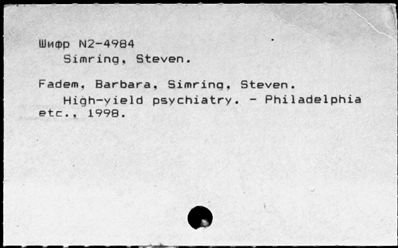 Шифр N2-4984
Simring, Steven.
Fadem, Barbara, Simring, Steven.
High-yield psychiatry. - Philadelphia
etc., 1998.